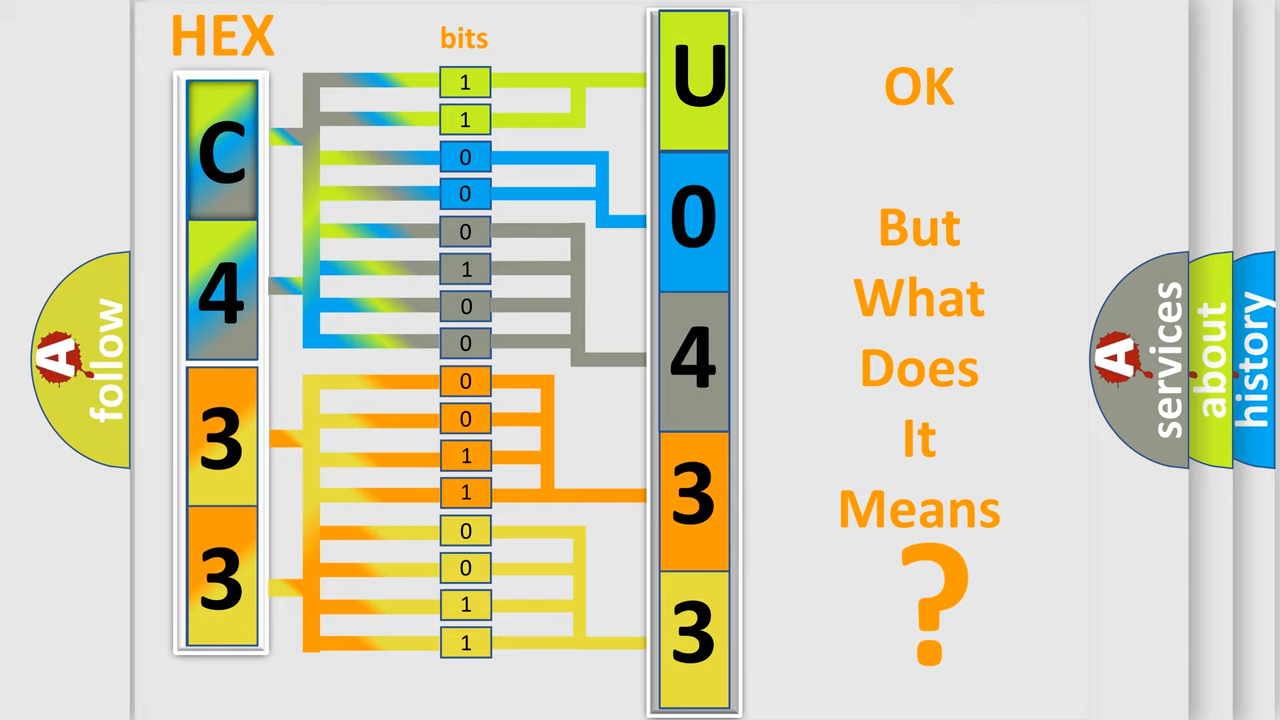 HEX
bits
C
4
3
3
1
1
0
0
0
1
0
0
0
0
1
1
0
0
1
1
U
0
4
3
3
OK
But
What
Does
It
Means
?
A
follow
A
services
about
history